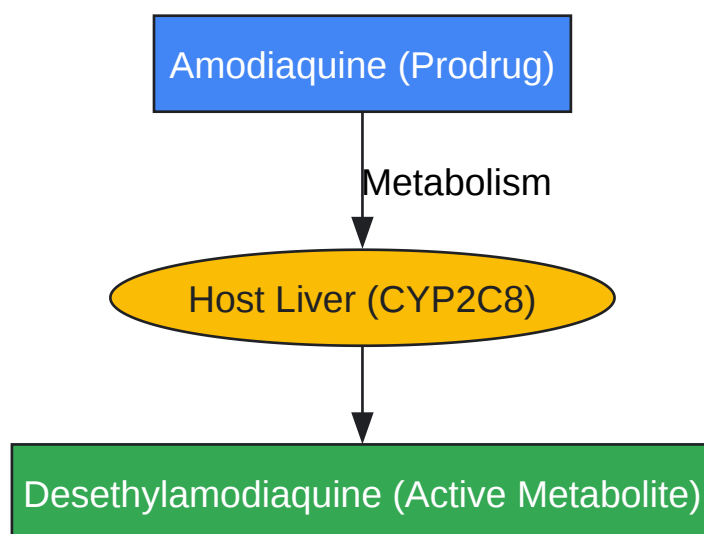 Amodiaquine (Prodrug)
Metabolism
Host Liver (CYP2C8)
Desethylamodiaquine (Active Metabolite)